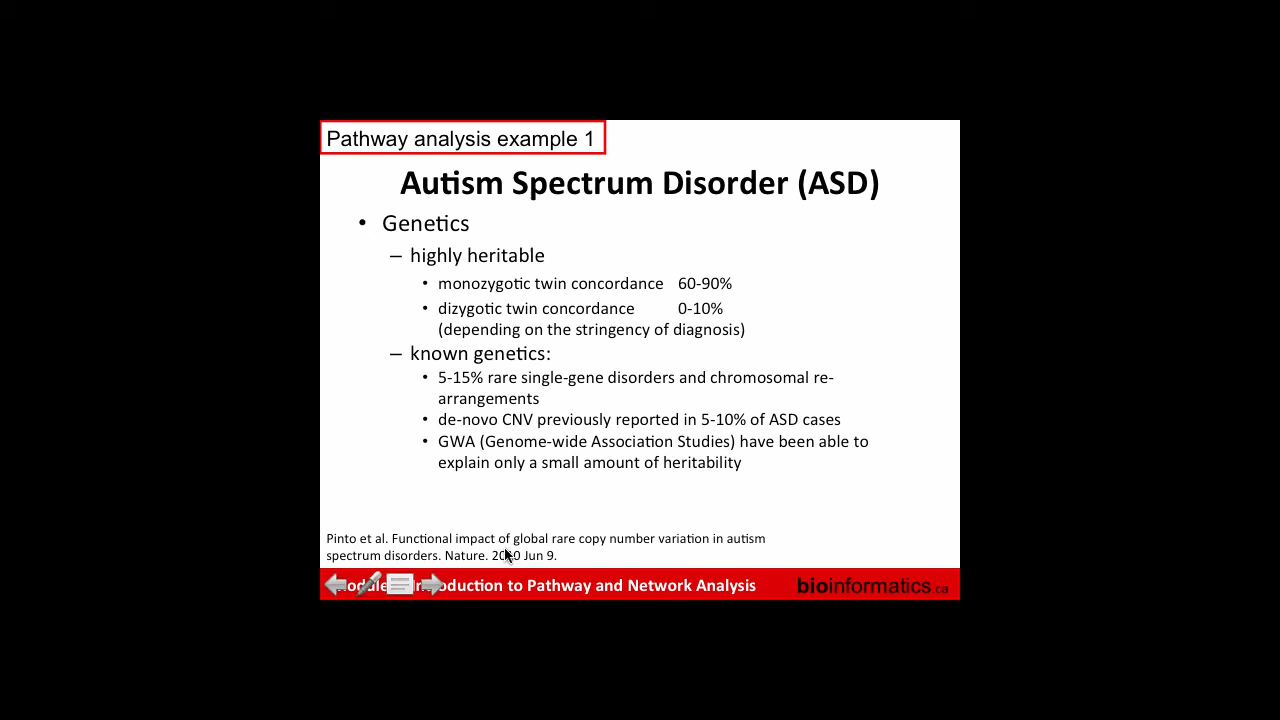 Pathway analysis example 1
Autism Spectrum Disorder (ASD)
• Genetics
– highly heritable
• monozygotic twin concordance 60-90%
• dizygotic twin concordance 0-10%
(depending on the stringency of diagnosis)
– known genetics:
• 5-15% rare single-gene disorders and chromosomal re-
arrangements
• de-novo CNV previously reported in 5-10% of ASD cases
• GWA (Genome-wide Association Studies) have been able to
explain only a small amount of heritability
Pinto et al. Functional impact of global rare copy number variation in autism
spectrum disorders. Nature. Jun 9.
to Pathway and Network Analysis
bioinformatics.ca